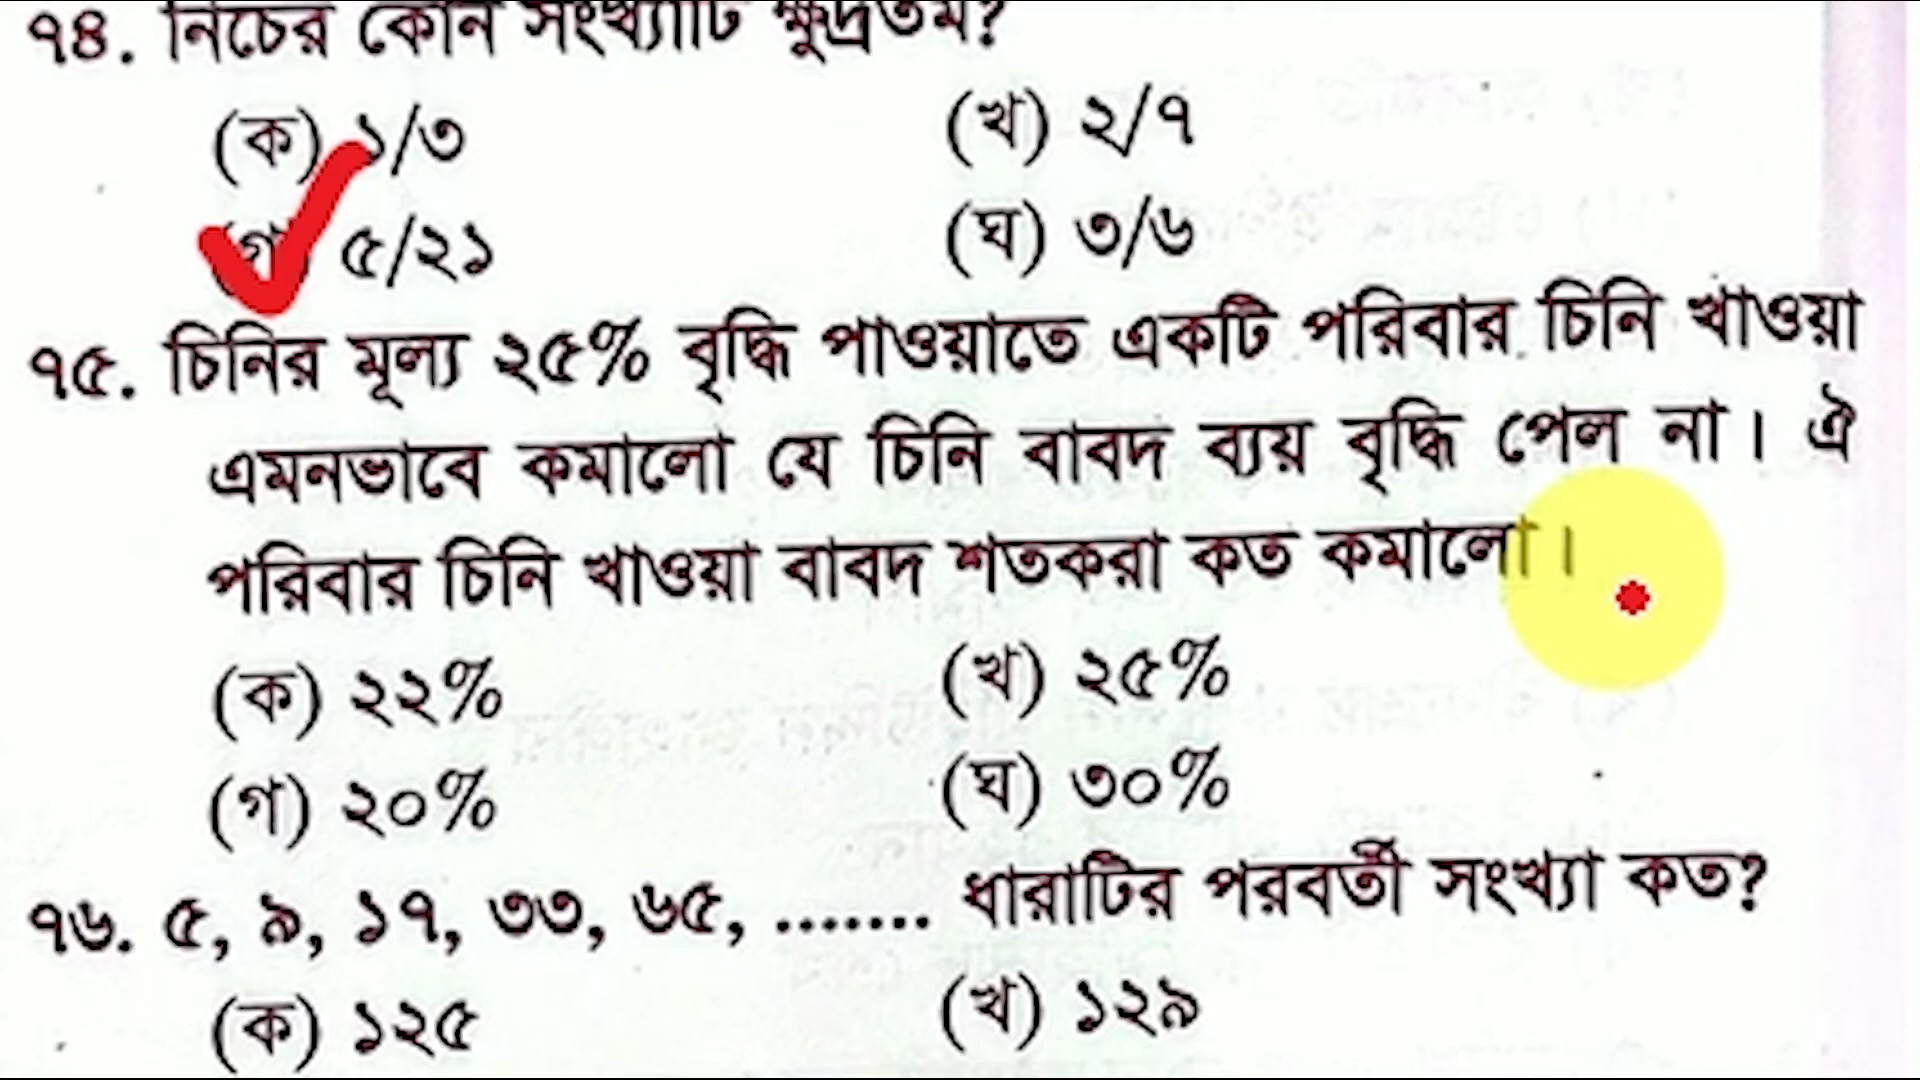 ৭৪. নিচের কোন সংখ্যাটি ক্ষুদ্রতম?
(ক) ১/৩ (খ) ২/৭
(গ) ৫/২১ (ঘ) ৩/৬
৭৫. চিনির মূল্য ২৫% বৃদ্ধি পাওয়াতে একটি পরিবার চিনি খাওয়া
এমনভাবে কমালো যে চিনি বাবদ ব্যয় বৃদ্ধি পেল না। ঐ
পরিবার চিনি খাওয়া বাবদ শতকরা কত কমালো।
(ক) ২২% (খ) ২৫%
(গ) ২০% (ঘ) ৩০%
৭৬. ৫, ৯, ১৭, ৩৩, ৬৫, ....... ধারাটির পরবর্তী সংখ্যা কত?
(ক) ১২৫ (খ) ১২৯